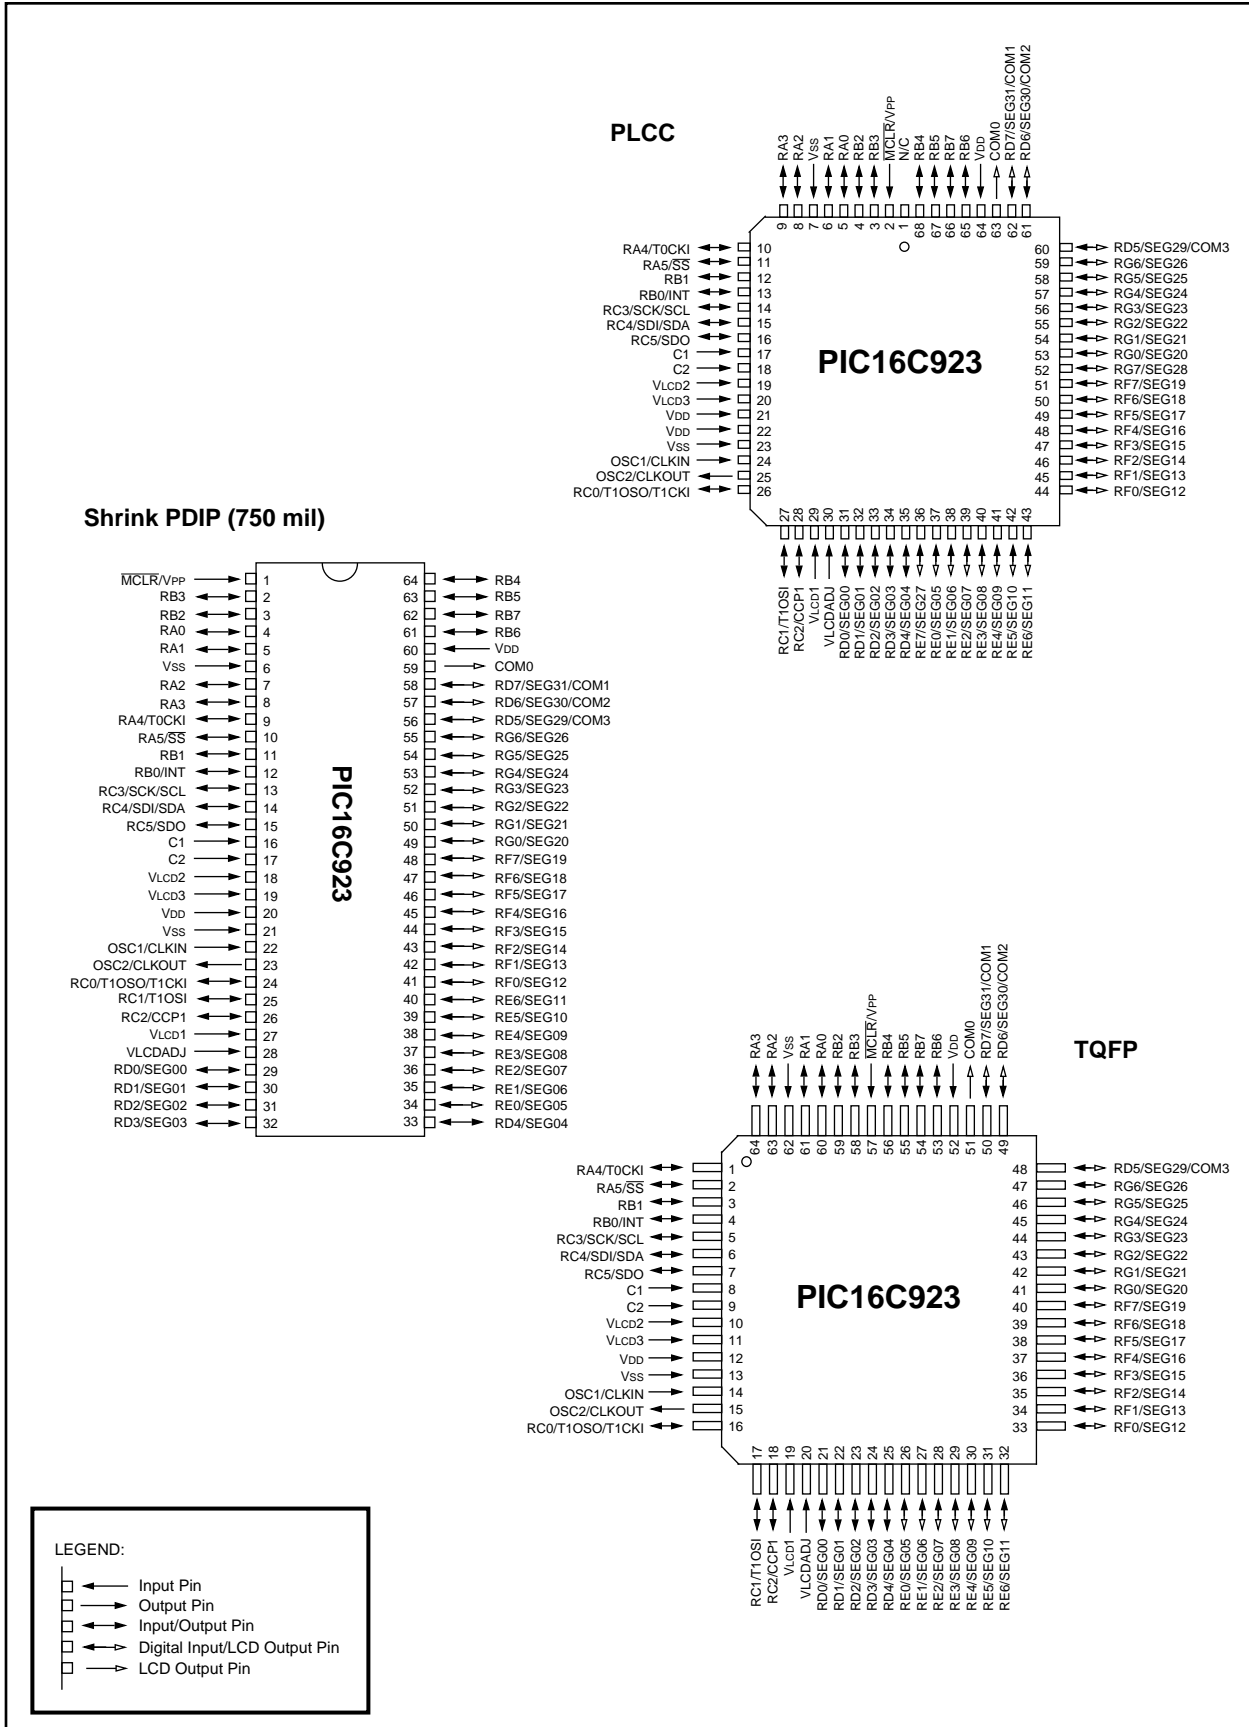 PLCC
RA3
RA2
VSS
RA1
RA0
RB2
RB3
MCLR/VPP
N/C
RB4
RB5
RB7
RB6
VDD
COM0
RD7/SEG31/COM1
RD6/SEG30/COM2
9 8 7 6 5 4 3 2 1 68 67 66 65 64 63 62 61
RA4/T0CKI 10
RA5/SS 11
RB1 12
RB0/INT 13
RC3/SCK/SCL 14
RC4/SDI/SDA 15
RC5/SDO 16
C1 17
C2 18
VLCD2 19
VLCD3 20
VDD 21
VDD 22
VSS 23
OSC1/CLKIN 24
OSC2/CLKOUT 25
RC0/T1OSO/T1CKI 26
PIC16C923
60 RD5/SEG29/COM3
59 RG6/SEG26
58 RG5/SEG25
57 RG4/SEG24
56 RG3/SEG23
55 RG2/SEG22
54 RG1/SEG21
53 RG0/SEG20
52 RG7/SEG28
51 RF7/SEG19
50 RF6/SEG18
49 RF5/SEG17
48 RF4/SEG16
47 RF3/SEG15
46 RF2/SEG14
45 RF1/SEG13
44 RF0/SEG12
27 28 29 30 31 32 33 34 35 36 37 38 39 40 41 42 43
RC1/T1OSI
RC2/CCP1
VLCD1
VLCDADJ
RD0/SEG00
RD1/SEG01
RD2/SEG02
RD3/SEG03
RD4/SEG04
RE7/SEG27
RE0/SEG05
RE1/SEG06
RE2/SEG07
RE3/SEG08
RE4/SEG09
RE5/SEG10
RE6/SEG11
Shrink PDIP (750 mil)
MCLR/VPP 1 64 RB4
RB3 2 63 RB5
RB2 3 62 RB7
RA0 4 61 RB6
RA1 5 60 VDD
VSS 6 59 COM0
RA2 7 58 RD7/SEG31/COM1
RA3 8 57 RD6/SEG30/COM2
RA4/T0CKI 9 56 RD5/SEG29/COM3
RA5/SS 10 55 RG6/SEG26
RB1 11 54 RG5/SEG25
RB0/INT 12 53 RG4/SEG24
RC3/SCK/SCL 13 52 RG3/SEG23
RC4/SDI/SDA 14 51 RG2/SEG22
RC5/SDO 15 50 RG1/SEG21
C1 16 49 RG0/SEG20
C2 17 48 RF7/SEG19
VLCD2 18 47 RF6/SEG18
VLCD3 19 46 RF5/SEG17
VDD 20 45 RF4/SEG16
VSS 21 44 RF3/SEG15
OSC1/CLKIN 22 43 RF2/SEG14
OSC2/CLKOUT 23 42 RF1/SEG13
RC0/T1OSO/T1CKI 24 41 RF0/SEG12
RC1/T1OSI 25 40 RE6/SEG11
RC2/CCP1 26 39 RE5/SEG10
VLCD1 27 38 RE4/SEG09
VLCDADJ 28 37 RE3/SEG08
RD0/SEG00 29 36 RE2/SEG07
RD1/SEG01 30 35 RE1/SEG06
RD2/SEG02 31 34 RE0/SEG05
RD3/SEG03 32 33 RD4/SEG04
PIC16C923
TQFP
RA3
RA2
VSS
RA1
RA0
RB2
RB3
MCLR/VPP
RB4
RB5
RB7
RB6
VDD
COM0
RD7/SEG31/COM1
RD6/SEG30/COM2
64 63 62 61 60 59 58 57 56 55 54 53 52 51 50 49
RA4/T0CKI 1
RA5/SS 2
RB1 3
RB0/INT 4
RC3/SCK/SCL 5
RC4/SDI/SDA 6
RC5/SDO 7
C1 8
C2 9
VLCD2 10
VLCD3 11
VDD 12
VSS 13
OSC1/CLKIN 14
OSC2/CLKOUT 15
RC0/T1OSO/T1CKI 16
PIC16C923
48 RD5/SEG29/COM3
47 RG6/SEG26
46 RG5/SEG25
45 RG4/SEG24
44 RG3/SEG23
43 RG2/SEG22
42 RG1/SEG21
41 RG0/SEG20
40 RF7/SEG19
39 RF6/SEG18
38 RF5/SEG17
37 RF4/SEG16
36 RF3/SEG15
35 RF2/SEG14
34 RF1/SEG13
33 RF0/SEG12
17 18 19 20 21 22 23 24 25 26 27 28 29 30 31 32
RC1/T1OSI
RC2/CCP1
VLCD1
VLCDADJ
RD0/SEG00
RD1/SEG01
RD2/SEG02
RD3/SEG03
RD4/SEG04
RE0/SEG05
RE1/SEG06
RE2/SEG07
RE3/SEG08
RE4/SEG09
RE5/SEG10
RE6/SEG11
LEGEND:
Input Pin
Output Pin
Input/Output Pin
Digital Input/LCD Output Pin
LCD Output Pin